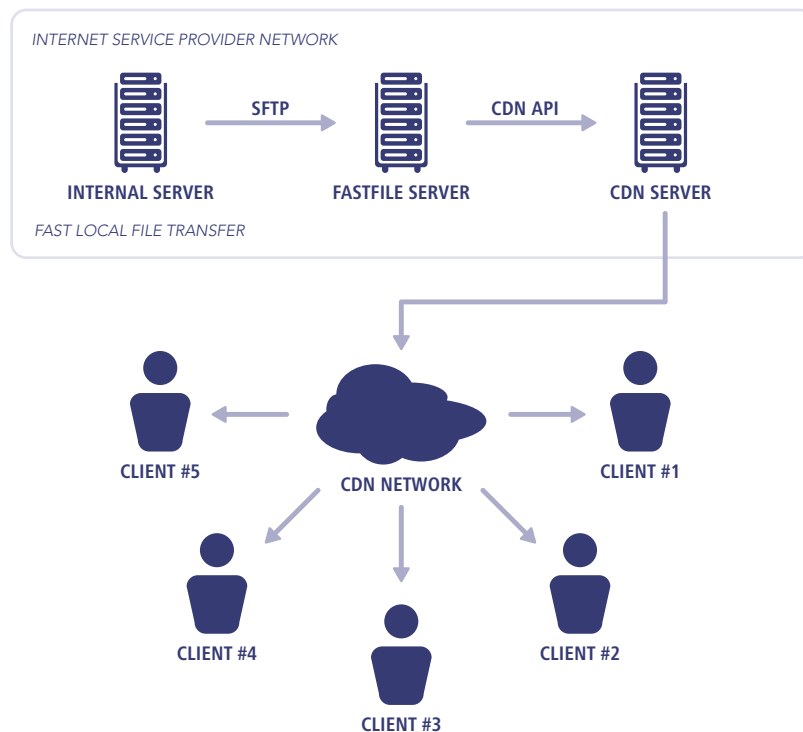 INTERNET SERVICE PROVIDER NETWORK
SFTP
CDN API
INTERNAL SERVER
FASTFILE SERVER
CDN SERVER
FAST LOCAL FILE TRANSFER
CLIENT #5
CDN NETWORK
CLIENT #1
CLIENT #4
CLIENT #2
CLIENT #3